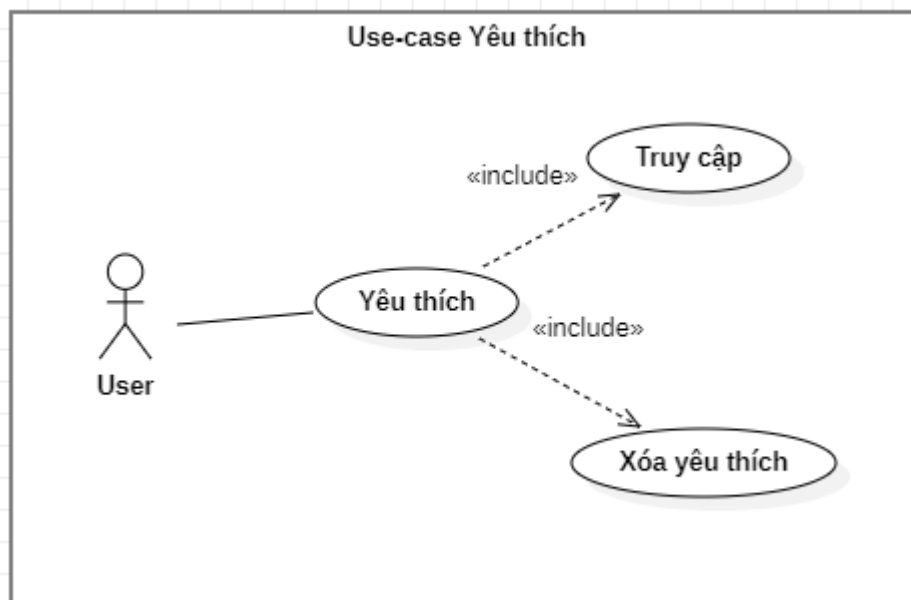 Use-case Yêu thích
Truy cập
«include»
Yêu thích
«include»
User
Xóa yêu thích